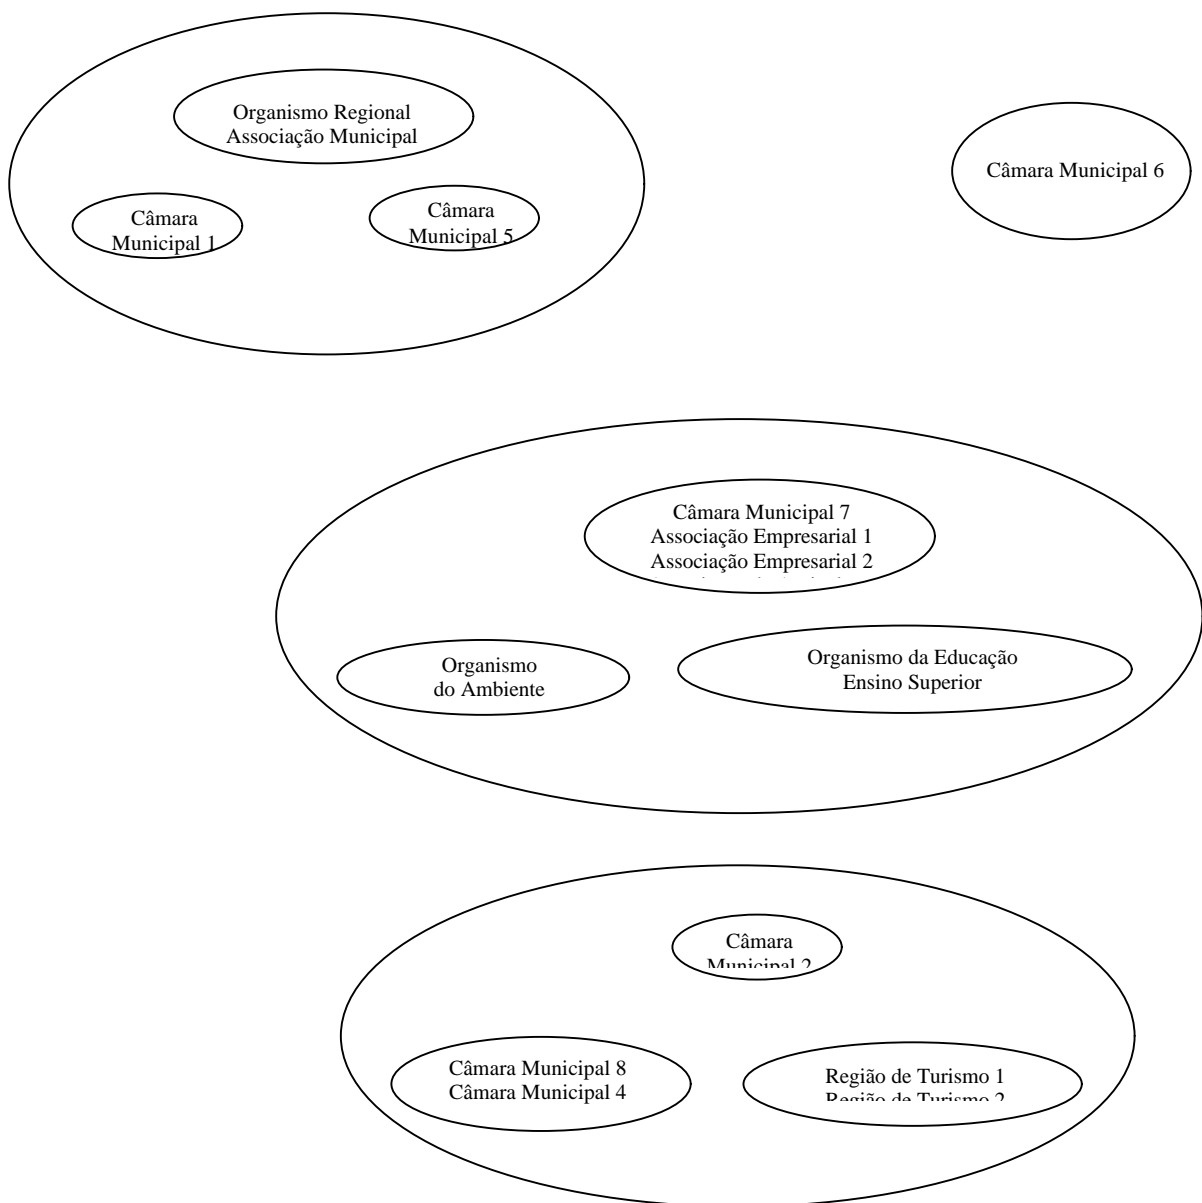 Organismo Regional
Associação Municipal
Câmara
Municipal 1
Câmara
Municipal 5
Câmara Municipal 6
Câmara Municipal 7
Associação Empresarial 1
Associação Empresarial 2
Organismo
do Ambiente
Organismo da Educação
Ensino Superior
Câmara
Municipal 2
Câmara Municipal 8
Câmara Municipal 4
Região de Turismo 1
Região de Turismo 2